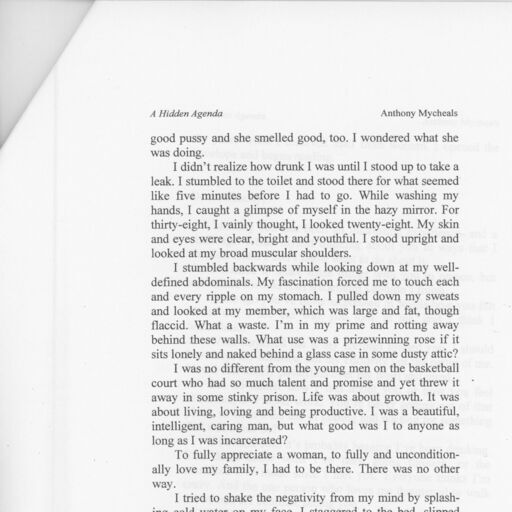 A Hidden Agenda Anthony Mycheals
good pussy and she smelled good, too. I wondered what she
was doing.
I didn't realize how drunk I was until I stood up to take a
leak. I stumbled to the toilet and stood there for what seemed
like five minutes before I had to go. While washing my
hands, I caught a glimpse of myself in the hazy mirror. For
thirty-eight, I vainly thought, I looked twenty-eight. My skin
and eyes were clear, bright and youthful. I stood upright and
looked at my broad muscular shoulders.
I stumbled backwards while looking down at my well-
defined abdominals. My fascination forced me to touch each
and every ripple on my stomach. I pulled down my sweats
and looked at my member, which was large and fat, though
flaccid. What a waste. I'm in my prime and rotting away
behind these walls. What use was a prizewinning rose if it
sits lonely and naked behind a glass case in some dusty attic?
I was no different from the young men on the basketball
court who had so much talent and promise and yet threw it
away in some stinky prison. Life was about growth. It was
about living, loving and being productive. I was a beautiful,
intelligent, caring man, but what good was I to anyone as
long as I was incarcerated?
To fully appreciate a woman, to fully and uncondition-
ally love my family, I had to be there. There was no other
way.
I tried to shake the negativity from my mind by splash-
ing cold water on my face. I staggered to the bed, slipped